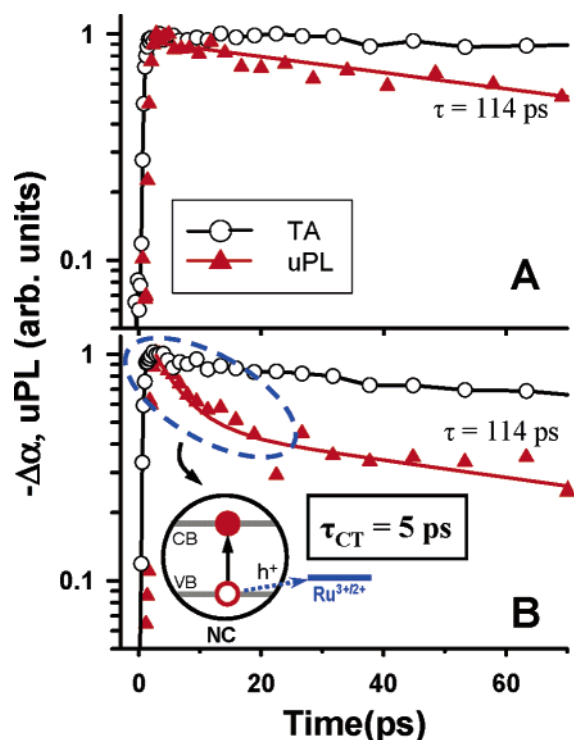 1
τ = 114 ps
TA
uPL
0.1
A
-Δα, uPL (arb. units)
1
τ = 114 ps
τCT = 5 ps
CB
VB
h⁺
Ru³⁺/²⁺
NC
0.1
B
0 20 40 60
Time(ps)